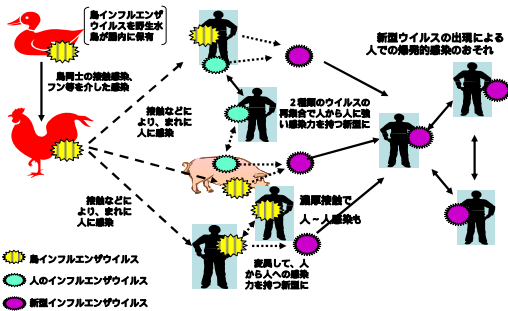 鳥インフルエンザ
ウイルスを野生水
鳥が腸内に保有
新型ウイルスの出現による
人での爆発的感染のおそれ
鳥同士の接触感染、
フン等を介した感染
接触などに
より、まれに
人に感染
２種類のウイルスの
再集合で人から人に強
い感染力を持つ新型に
接触などに
より、まれに
人に感染
濃厚接触で
人～人感染も
変異して、人
から人への感染
力を持つ新型に
鳥インフルエンザウイルス
人のインフルエンザウイルス
新型インフルエンザウイルス